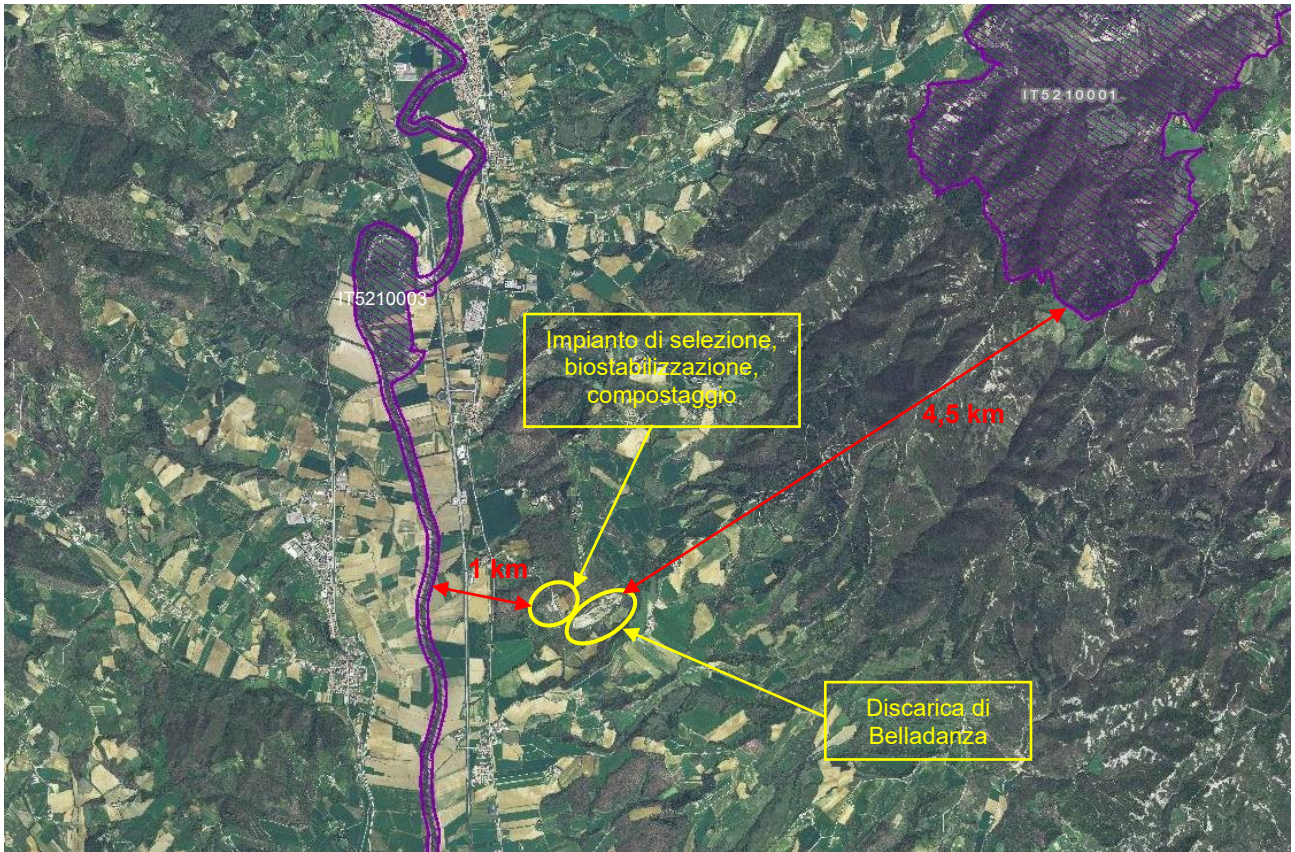 IT5210001
IT5210003
Impianto di selezione,
biostabilizzazione,
compostaggio
4,5 km
1 km
Discarica di
Belladanza